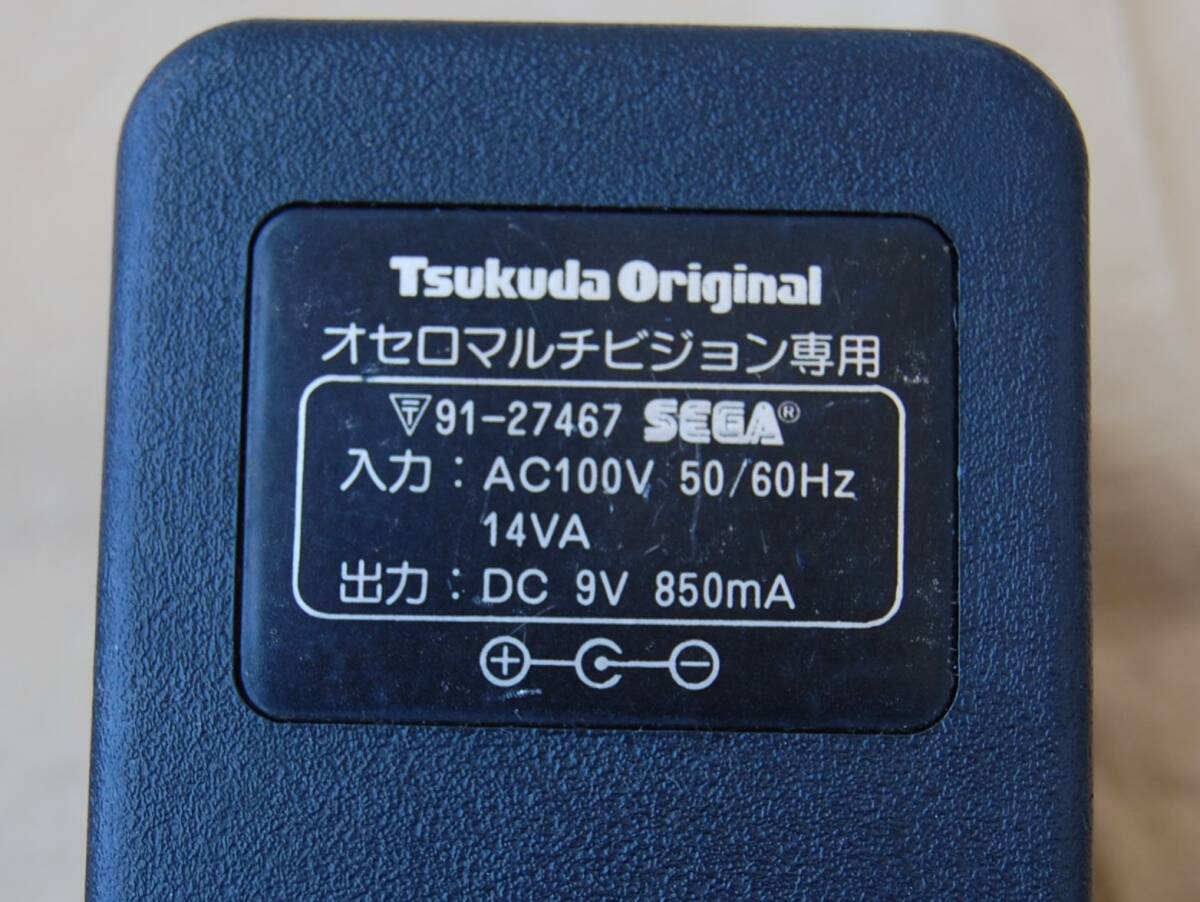 Tsukuda Original
オセロマルチビジョン専用
〒91-27467 SEGA®
入力：AC100V 50/60Hz
14VA
出力：DC 9V 850mA